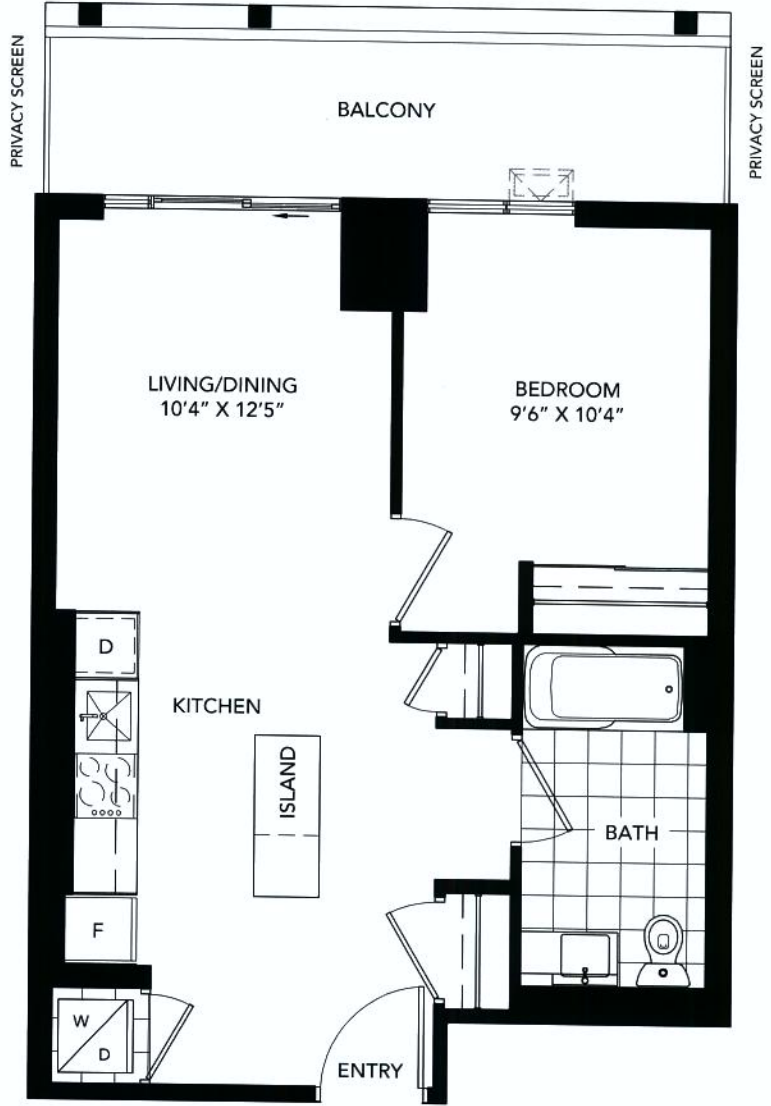 PRIVACY SCREEN
BALCONY
PRIVACY SCREEN
LIVING/DINING
10'4" X 12'5"
BEDROOM
9'6" X 10'4"
D
KITCHEN
ISLAND
BATH
F
W
D
ENTRY